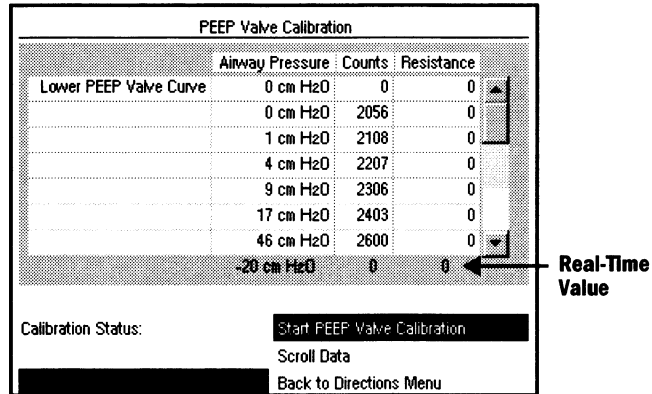 PEEP Valve Calibration
Airway Pressure Counts Resistance
Lower PEEP Valve Curve 0 cm H2O 0 0
0 cm H2O 2056 0
1 cm H2O 2108 0
4 cm H2O 2207 0
9 cm H2O 2306 0
17 cm H2O 2403 0
46 cm H2O 2600 0
-20 cm H2O 0 0
Real-Time
Value
Calibration Status:
Start PEEP Valve Calibration
Scroll Data
Back to Directions Menu